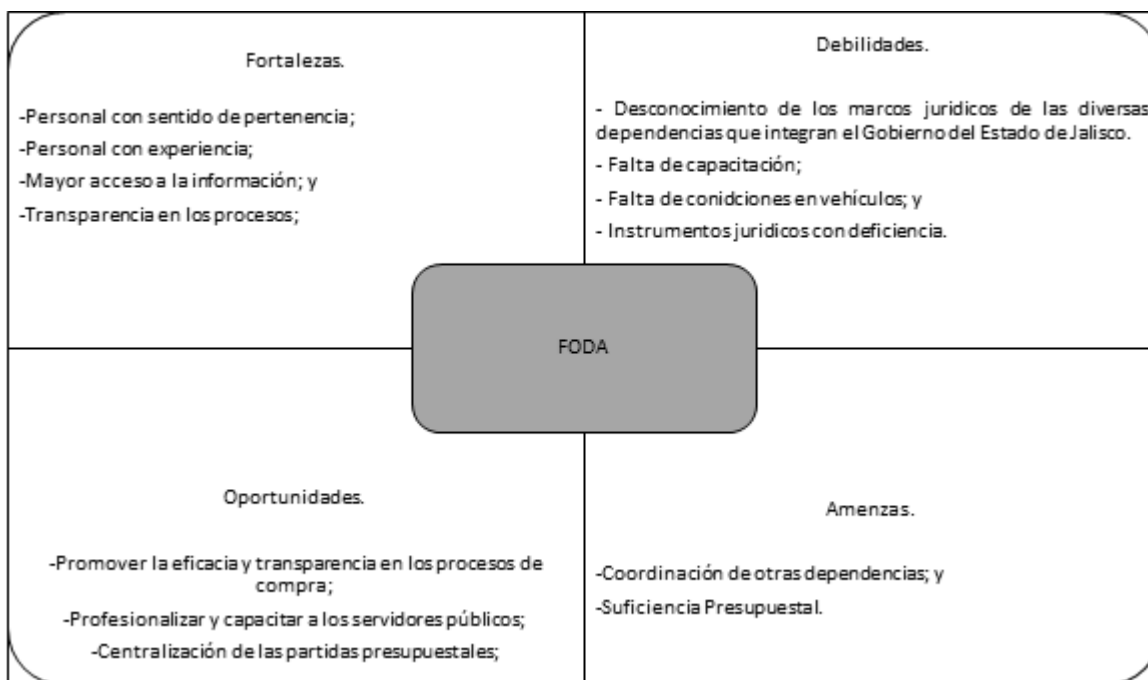 Fortalezas.
-Personal con sentido de pertenencia;
-Personal con experiencia;
-Mayor acceso a la información; y
-Transparencia en los procesos;
Debilidades.
- Desconocimiento de los marcos juridicos de las diversas
dependencias que integran el Gobierno del Estado de Jalisco.
- Falta de capacitación;
- Falta de conidciones en vehículos; y
- Instrumentos juridicos con deficiencia.
FODA
Oportunidades.
-Promover la eficacia y transparencia en los procesos de
compra;
-Profesionalizar y capacitar a los servidores públicos;
-Centralización de las partidas presupuestales;
Amenzas.
-Coordinación de otras dependencias; y
-Suficiencia Presupuestal.